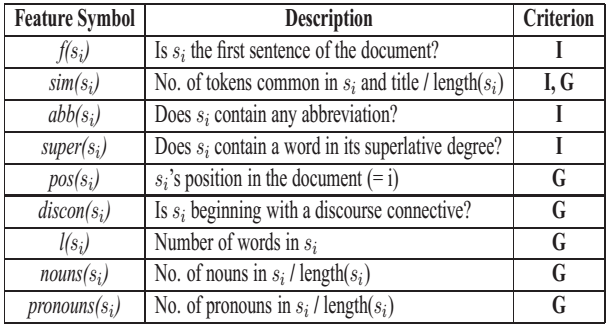 Feature Symbol Description Criterion
f(s_i) Is s_i the first sentence of the document? I
sim(s_i) No. of tokens common in s_i and title / length(s_i) I, G
abb(s_i) Does s_i contain any abbreviation? I
super(s_i) Does s_i contain a word in its superlative degree? I
pos(s_i) s_i's position in the document (= i) G
discon(s_i) Is s_i beginning with a discourse connective? G
l(s_i) Number of words in s_i G
nouns(s_i) No. of nouns in s_i / length(s_i) G
pronouns(s_i) No. of pronouns in s_i / length(s_i) G